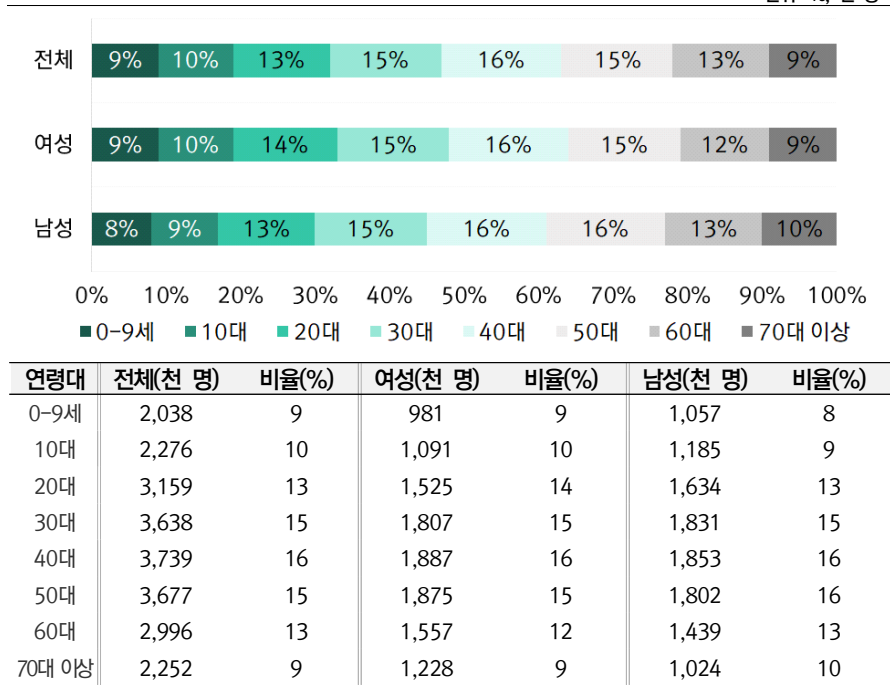 전체 9% 10% 13% 15% 16% 15% 13% 9%
여성 9% 10% 14% 15% 16% 15% 12% 9%
남성 8% 9% 13% 15% 16% 16% 13% 10%
0% 10% 20% 30% 40% 50% 60% 70% 80% 90% 100%
0-9세 10대 20대 30대 40대 50대 60대 70대 이상
연령대 전체(천 명) 비율(%) 여성(천 명) 비율(%) 남성(천 명) 비율(%)
0-9세 2,038 9 981 9 1,057 8
10대 2,276 10 1,091 10 1,185 9
20대 3,159 13 1,525 14 1,634 13
30대 3,638 15 1,807 15 1,831 15
40대 3,739 16 1,887 16 1,853 16
50대 3,677 15 1,875 15 1,802 16
60대 2,996 13 1,557 12 1,439 13
70대 이상 2,252 9 1,228 9 1,024 10